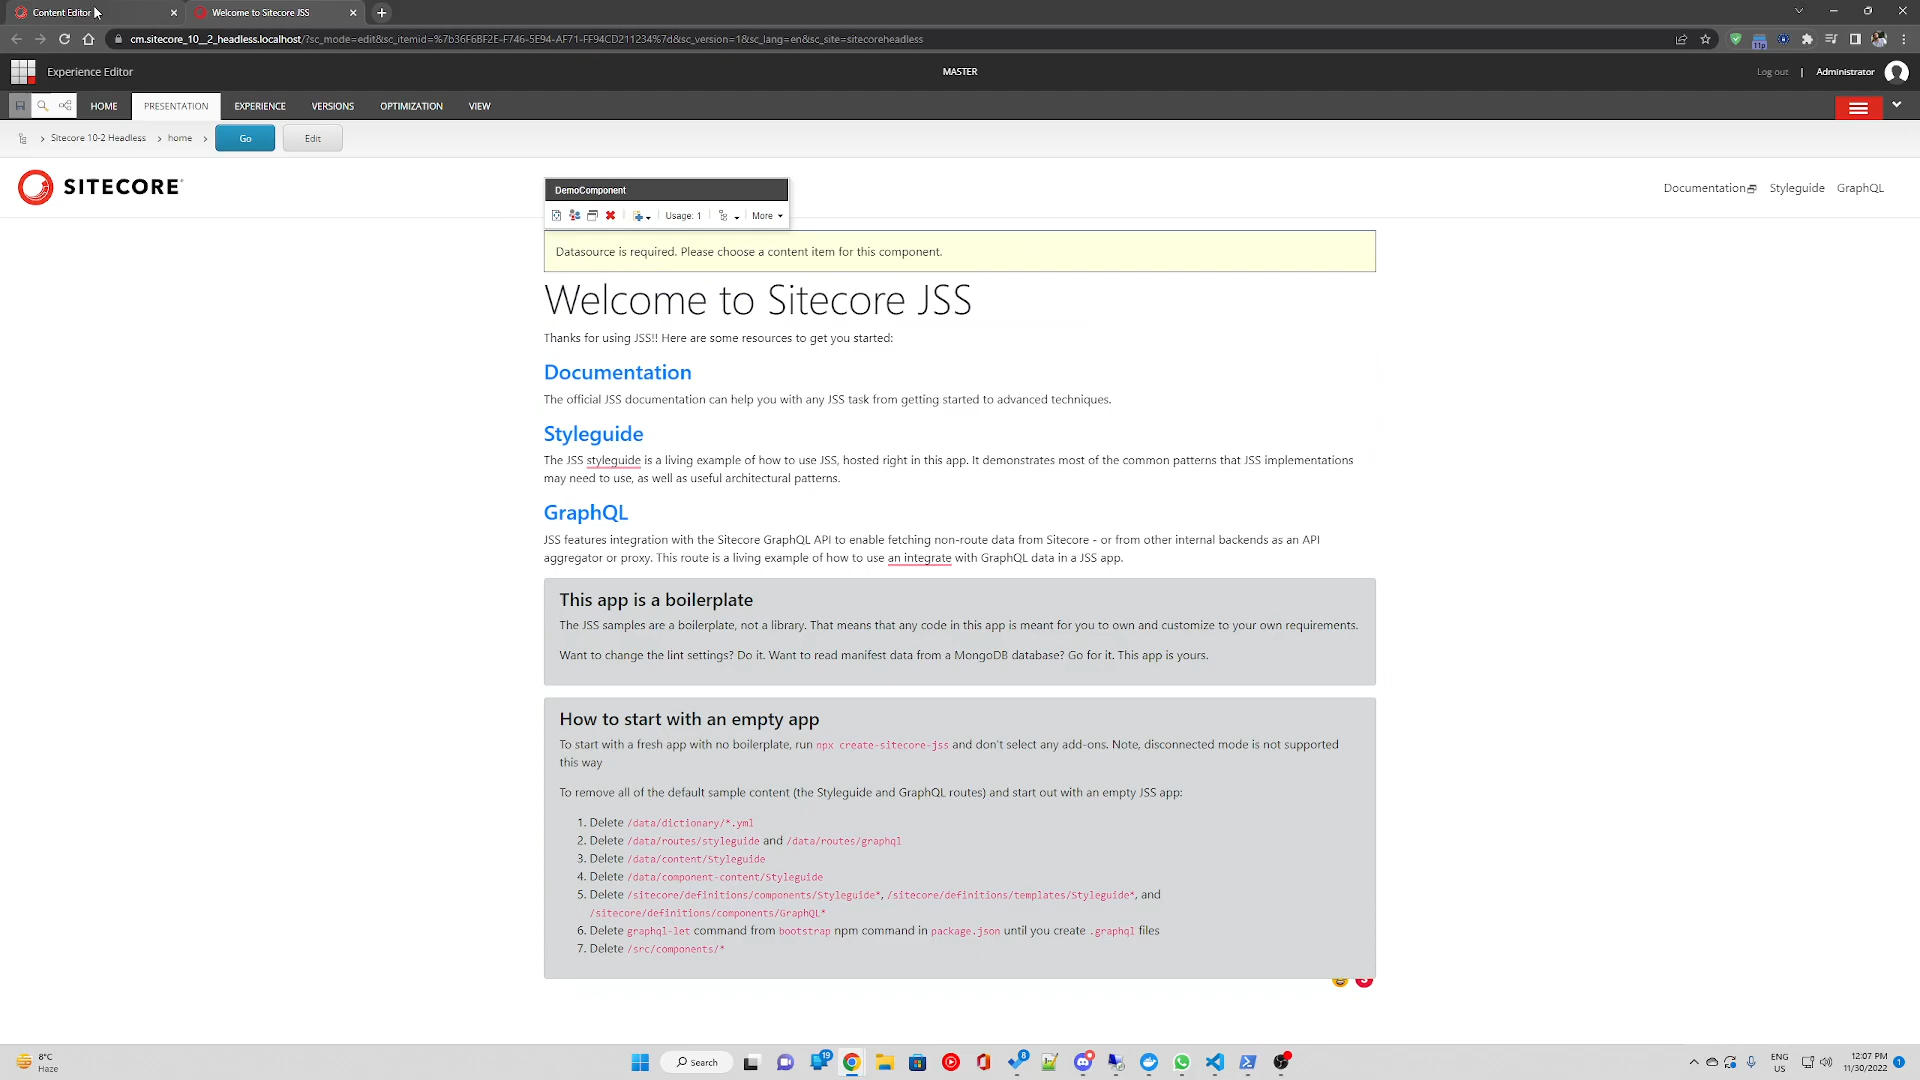 Content Editor
Welcome to Sitecore JSS
cm.sitecore_10__2_headless.localhost/?sc_mode=edit&sc_itemid=%7b36F6BF2E-F746-5E94-AF71-FF94CD211234%7d&sc_version=1&sc_lang=en&sc_site=sitecoreheadless
11p
Experience Editor
MASTER
Log out | Administrator
HOME
PRESENTATION
EXPERIENCE
VERSIONS
OPTIMIZATION
VIEW
Sitecore 10-2 Headless
home
Go
Edit
SITECORE
Documentation
Styleguide
GraphQL
DemoComponent
Usage: 1
More
Datasource is required. Please choose a content item for this component.
Welcome to Sitecore JSS
Thanks for using JSS!! Here are some resources to get you started:
Documentation
The official JSS documentation can help you with any JSS task from getting started to advanced techniques.
Styleguide
The JSS styleguide is a living example of how to use JSS, hosted right in this app. It demonstrates most of the common patterns that JSS implementations
may need to use, as well as useful architectural patterns.
GraphQL
JSS features integration with the Sitecore GraphQL API to enable fetching non-route data from Sitecore - or from other internal backends as an API
aggregator or proxy. This route is a living example of how to use an integrate with GraphQL data in a JSS app.
This app is a boilerplate
The JSS samples are a boilerplate, not a library. That means that any code in this app is meant for you to own and customize to your own requirements.
Want to change the lint settings? Do it. Want to read manifest data from a MongoDB database? Go for it. This app is yours.
How to start with an empty app
To start with a fresh app with no boilerplate, run npx create-sitecore-jss and don't select any add-ons. Note, disconnected mode is not supported
this way
To remove all of the default sample content (the Styleguide and GraphQL routes) and start out with an empty JSS app:
1. Delete /data/dictionary/*.yml
2. Delete /data/routes/styleguide and /data/routes/graphql
3. Delete /data/content/Styleguide
4. Delete /data/component-content/Styleguide
5. Delete /sitecore/definitions/components/Styleguide*, /sitecore/definitions/templates/Styleguide*, and
/sitecore/definitions/components/GraphQL*
6. Delete graphql-let command from bootstrap npm command in package.json until you create .graphql files
7. Delete /src/components/*
8°C
Haze
Search
19
8
ENG
US
12:07 PM
11/30/2022
1